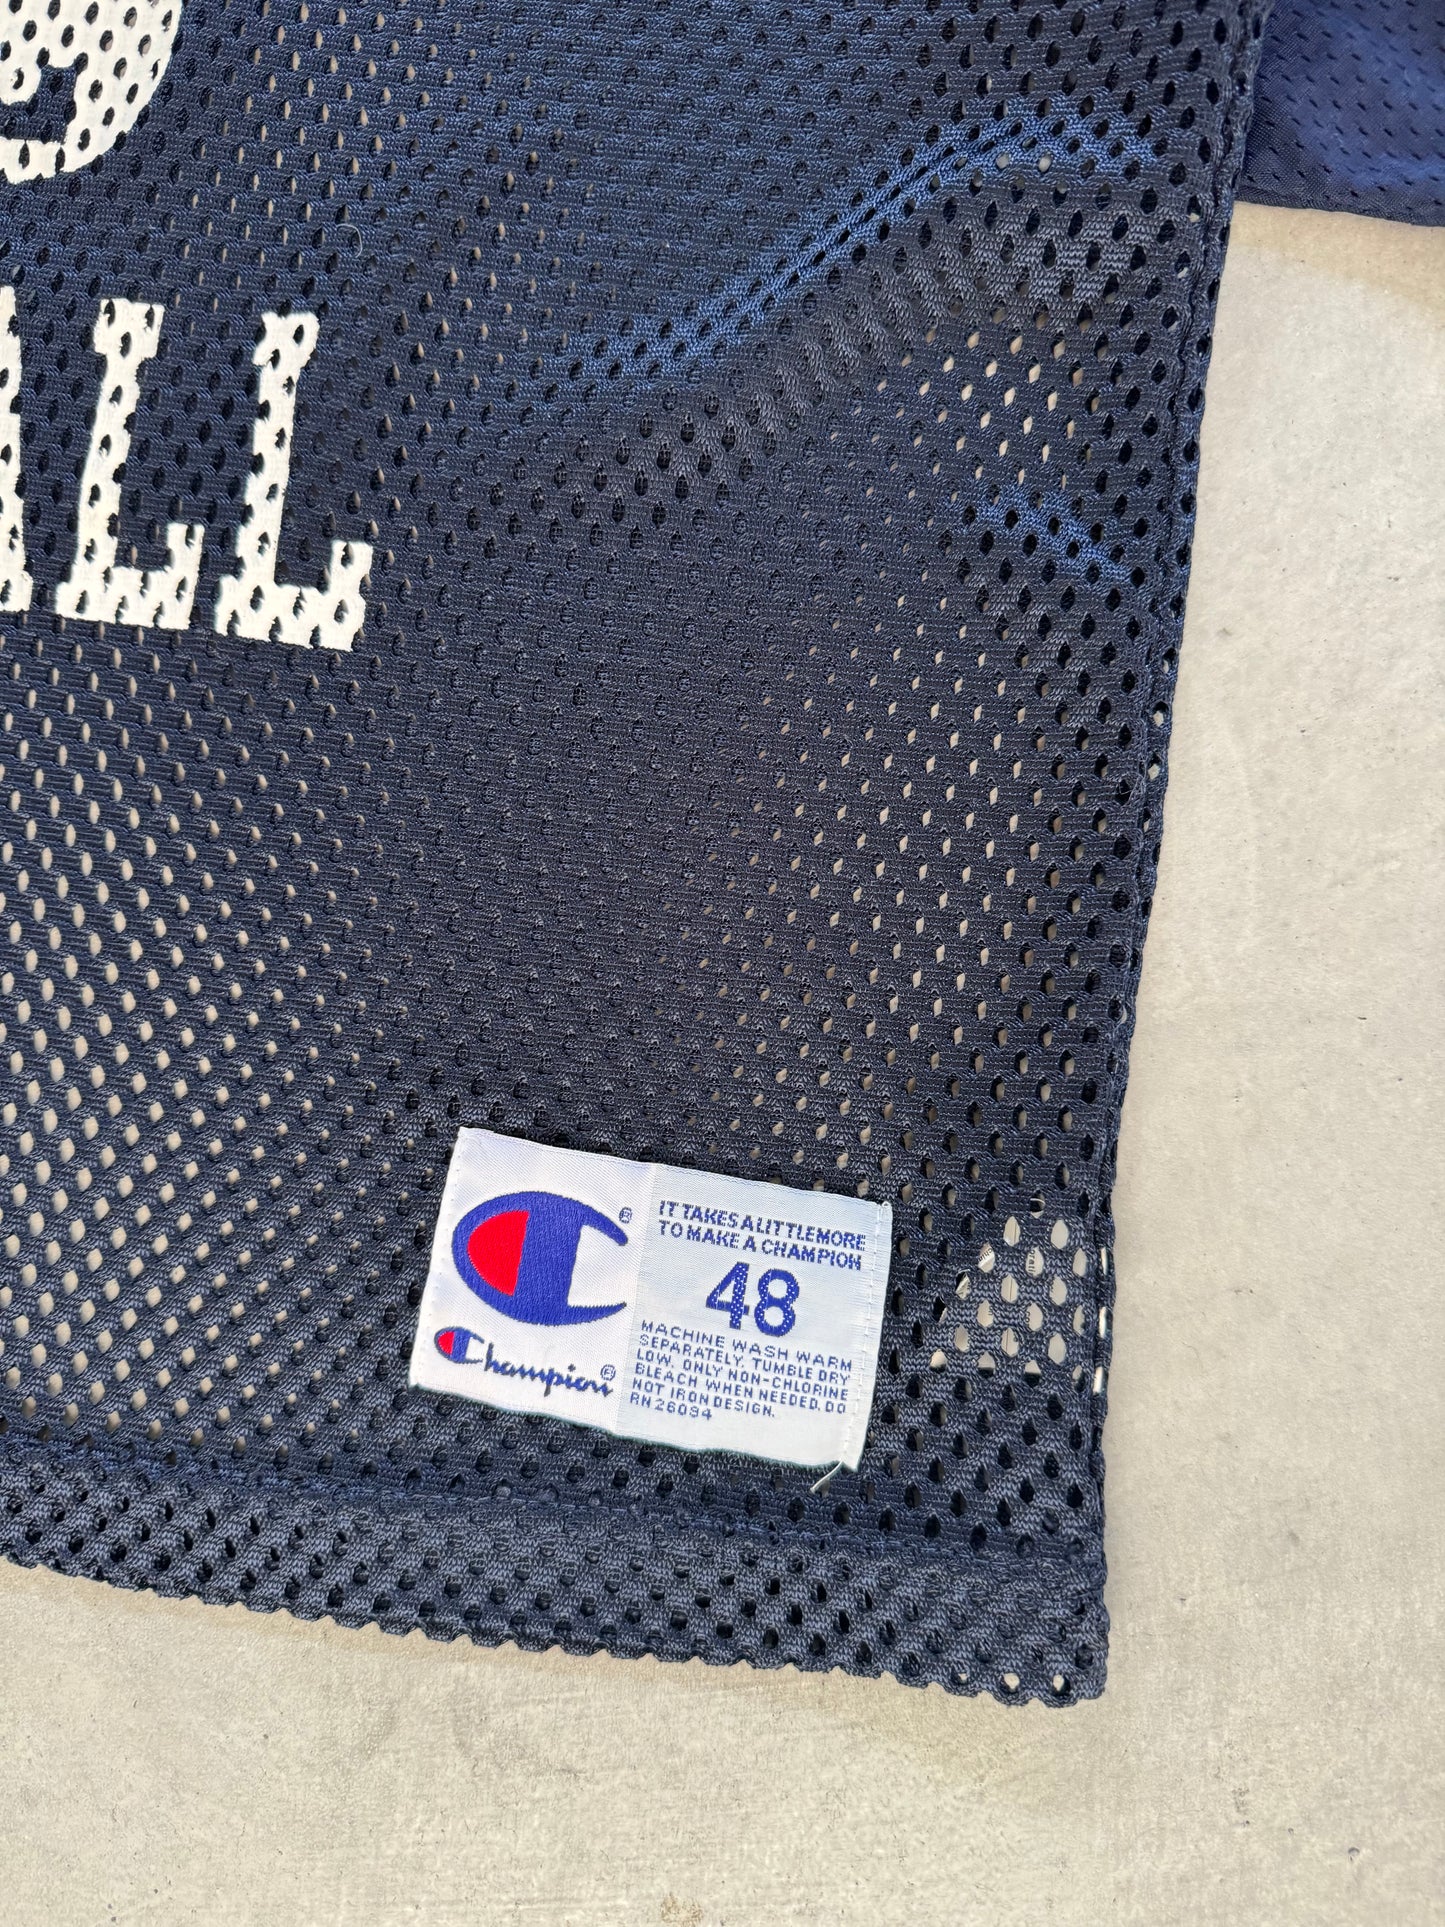 ALL
IT TAKES A LITTLE MORE
TO MAKE A CHAMPION
48
MACHINE WASH WARM
SEPARATELY. TUMBLE DRY
LOW. ONLY NON-CHLORINE
BLEACH WHEN NEEDED. DO
NOT IRON DESIGN.
RN 26094
Champion®